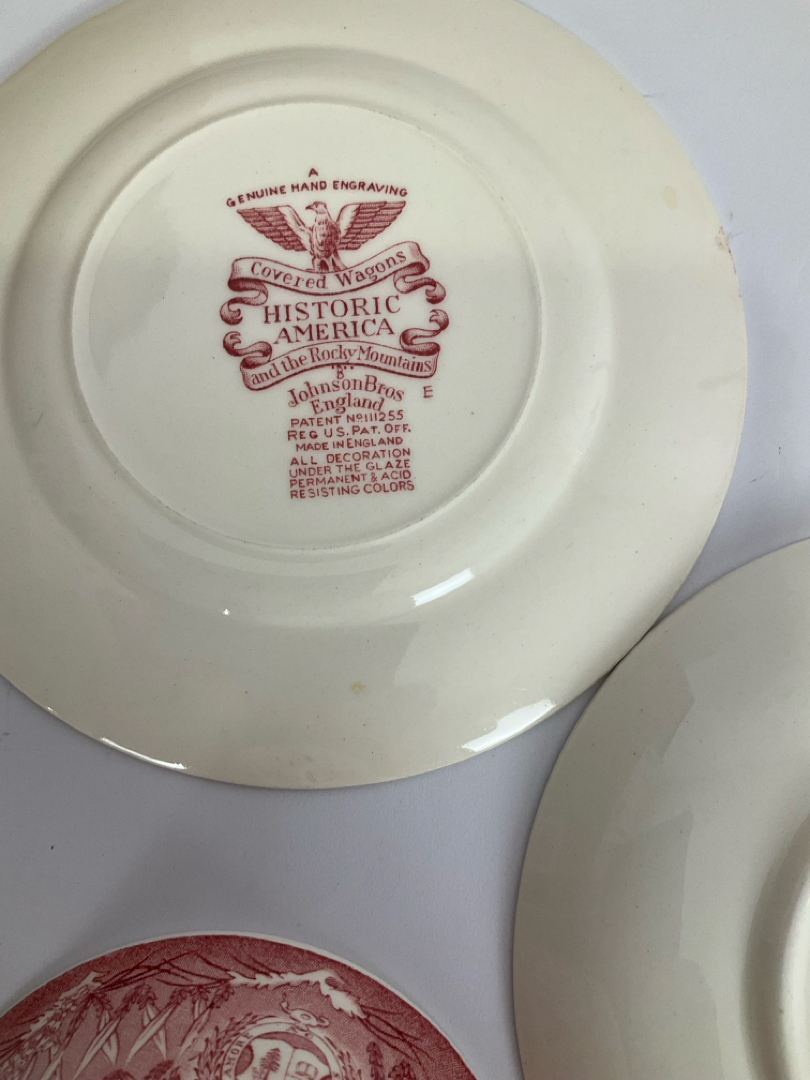 A
GENUINE HAND ENGRAVING
Covered Wagons
HISTORIC
AMERICA
and the Rocky Mountains
"B"
Johnson Bros
England
E
PATENT No 111255
REG U.S. PAT. OFF.
MADE IN ENGLAND
ALL DECORATION
UNDER THE GLAZE
PERMANENT & ACID
RESISTING COLORS
AMOR